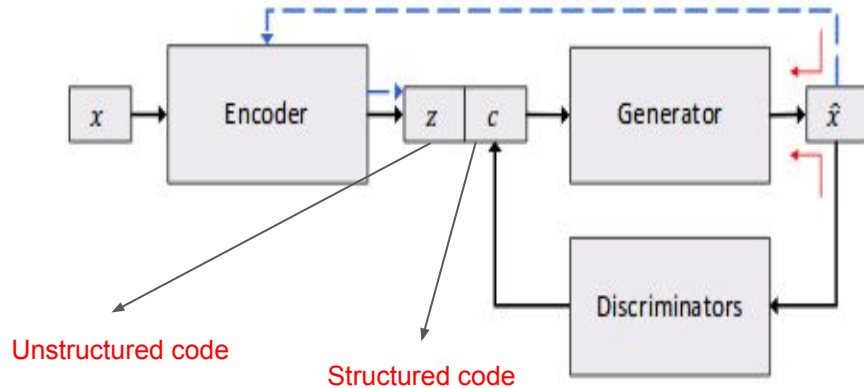 x
Encoder
z
c
Generator
x̂
Discriminators
Unstructured code
Structured code